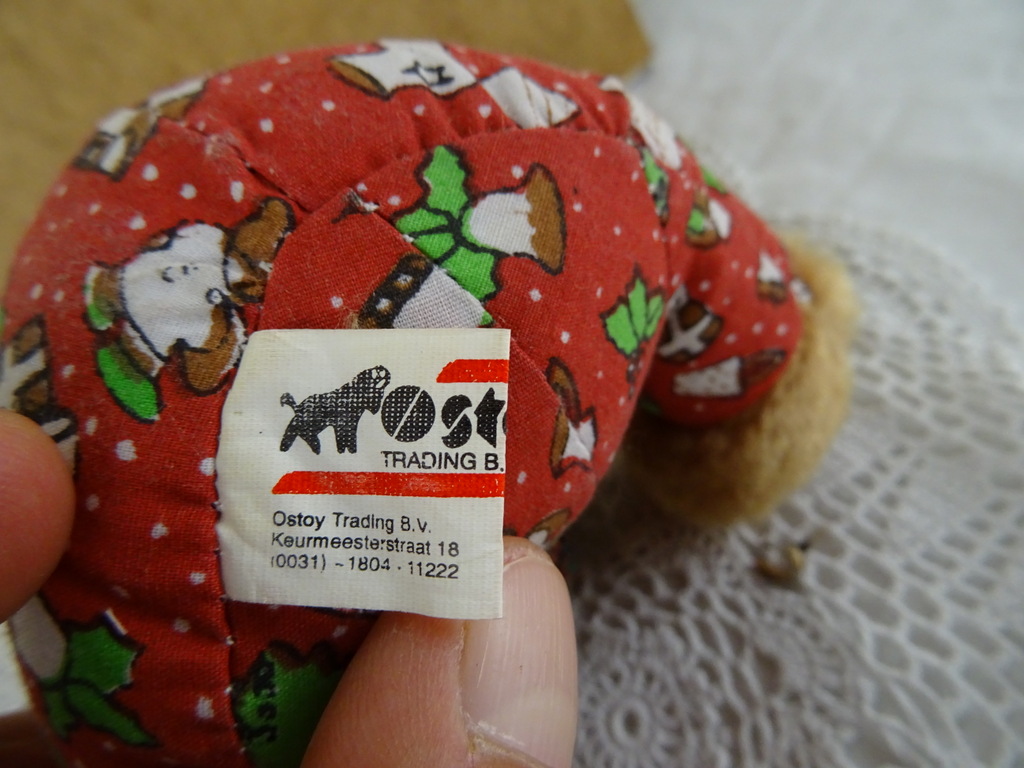 Ost
TRADING B.
Ostoy Trading B.V.
Keurmeesterstraat 18
(0031) - 1804 - 11222